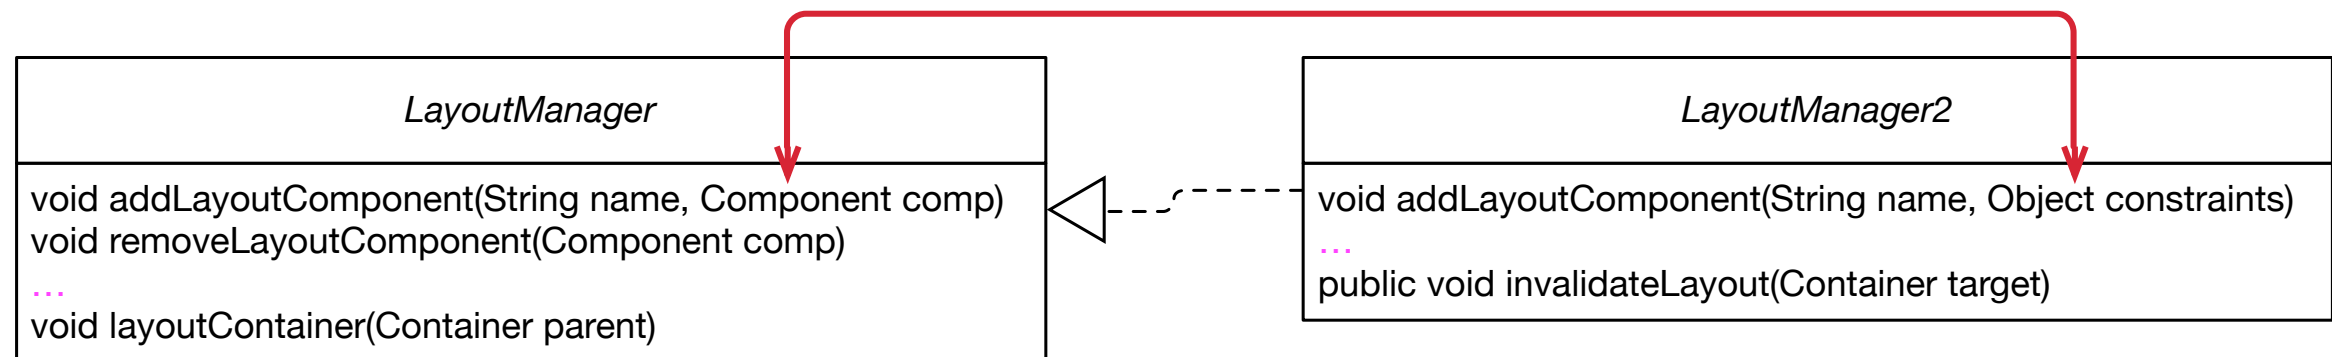 LayoutManager
void addLayoutComponent(String name, Component comp)
void removeLayoutComponent(Component comp)
...
void layoutContainer(Container parent)
LayoutManager2
void addLayoutComponent(String name, Object constraints)
...
public void invalidateLayout(Container target)